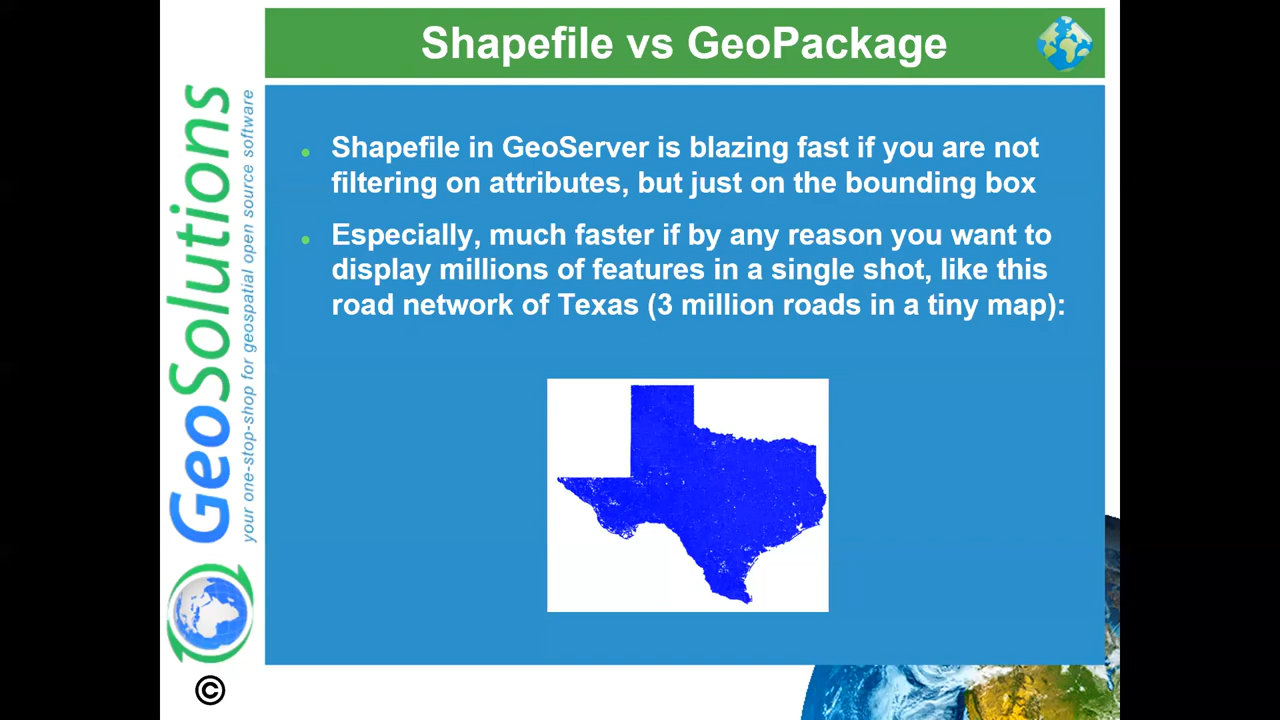 Shapefile vs GeoPackage
Shapefile in GeoServer is blazing fast if you are not
filtering on attributes, but just on the bounding box
Especially, much faster if by any reason you want to
display millions of features in a single shot, like this
road network of Texas (3 million roads in a tiny map):
GeoSolutions
your one-stop-shop for geospatial open source software
©